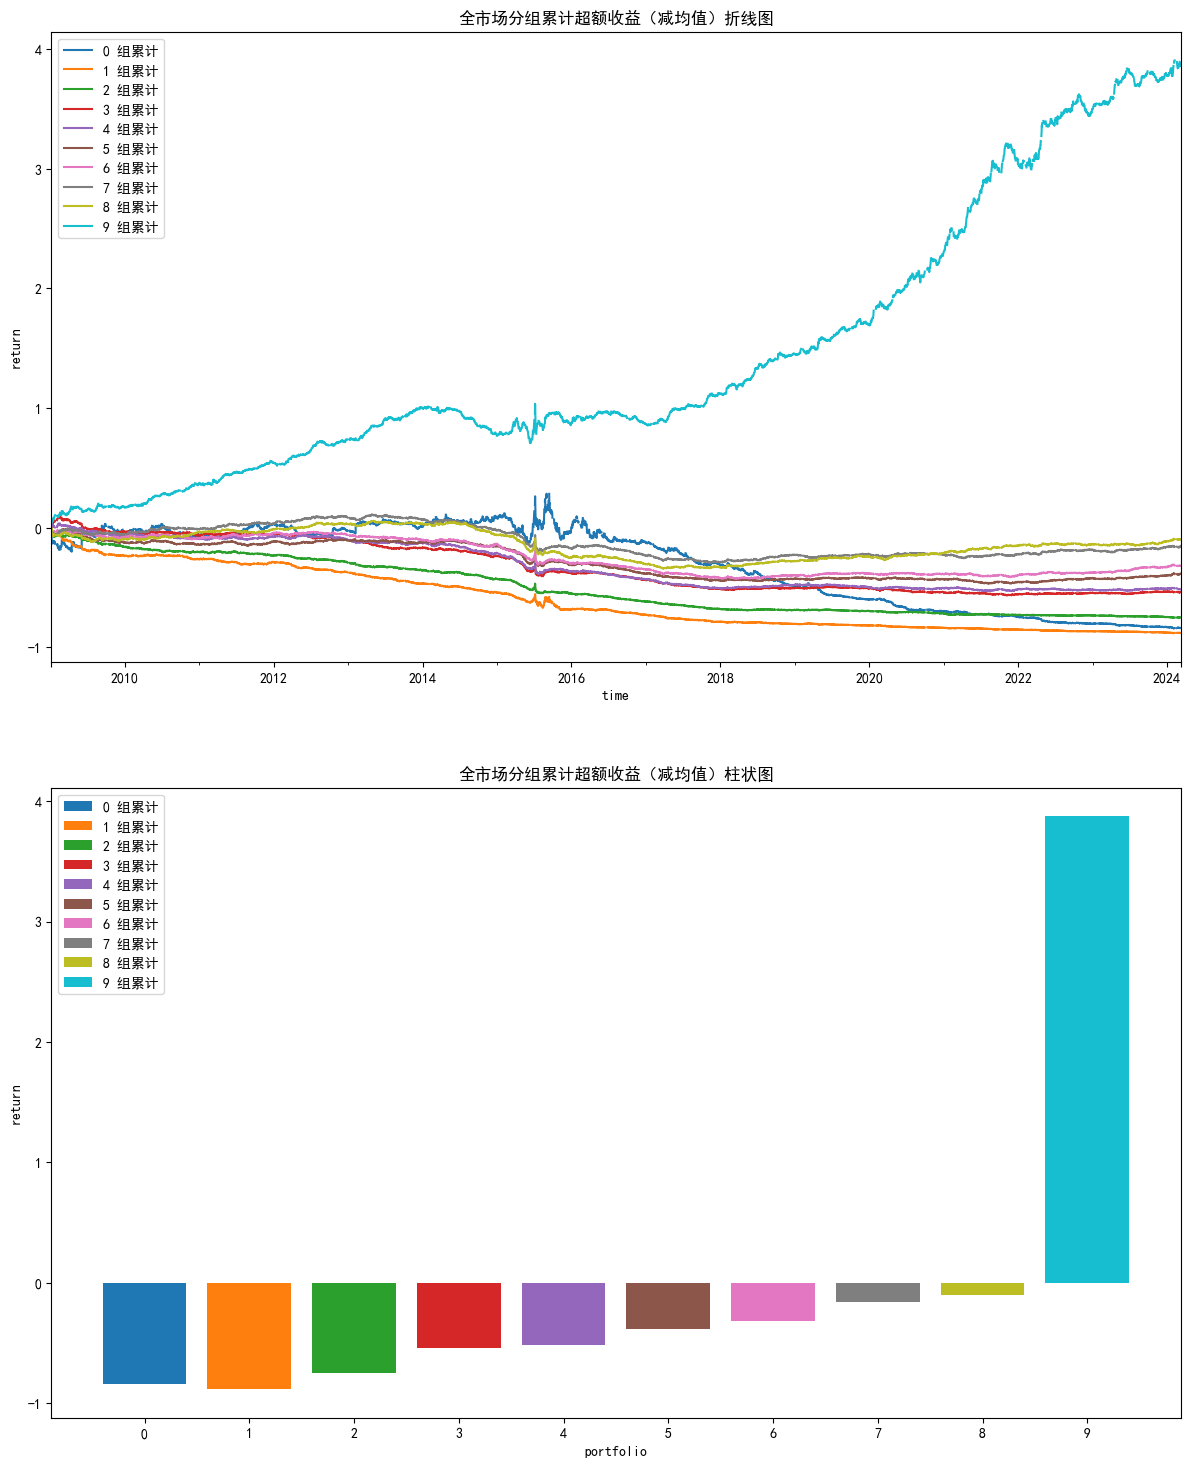 全市场分组累计超额收益（减均值）折线图
4
3
2
1
0
−1
return
0 组累计
1 组累计
2 组累计
3 组累计
4 组累计
5 组累计
6 组累计
7 组累计
8 组累计
9 组累计
2010 2012 2014 2016 2018 2020 2022 2024
time
全市场分组累计超额收益（减均值）柱状图
4
3
2
1
0
−1
return
0 组累计
1 组累计
2 组累计
3 组累计
4 组累计
5 组累计
6 组累计
7 组累计
8 组累计
9 组累计
0 1 2 3 4 5 6 7 8 9
portfolio